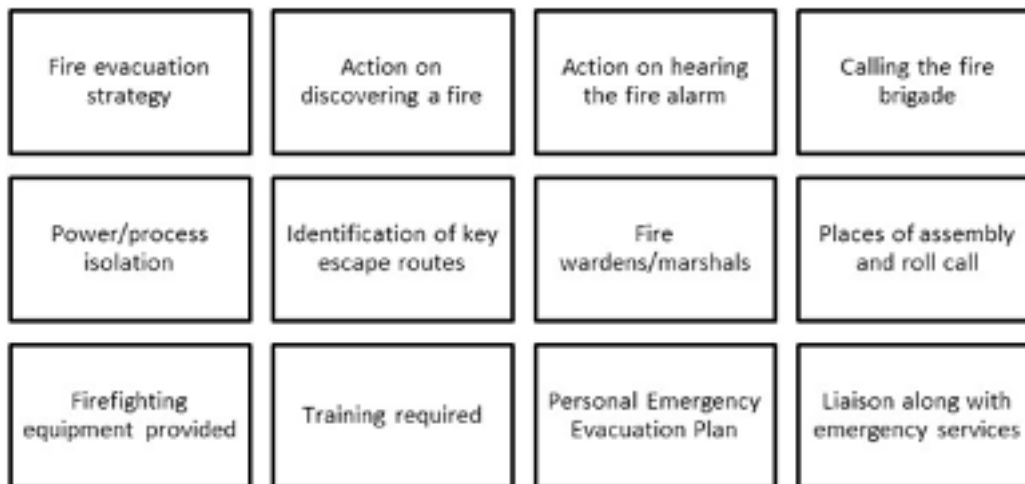 Fire evacuation
strategy
Action on
discovering a fire
Action on hearing
the fire alarm
Calling the fire
brigade
Power/process
isolation
Identification of key
escape routes
Fire
wardens/marshals
Places of assembly
and roll call
Firefighting
equipment provided
Training required
Personal Emergency
Evacuation Plan
Liaison along with
emergency services